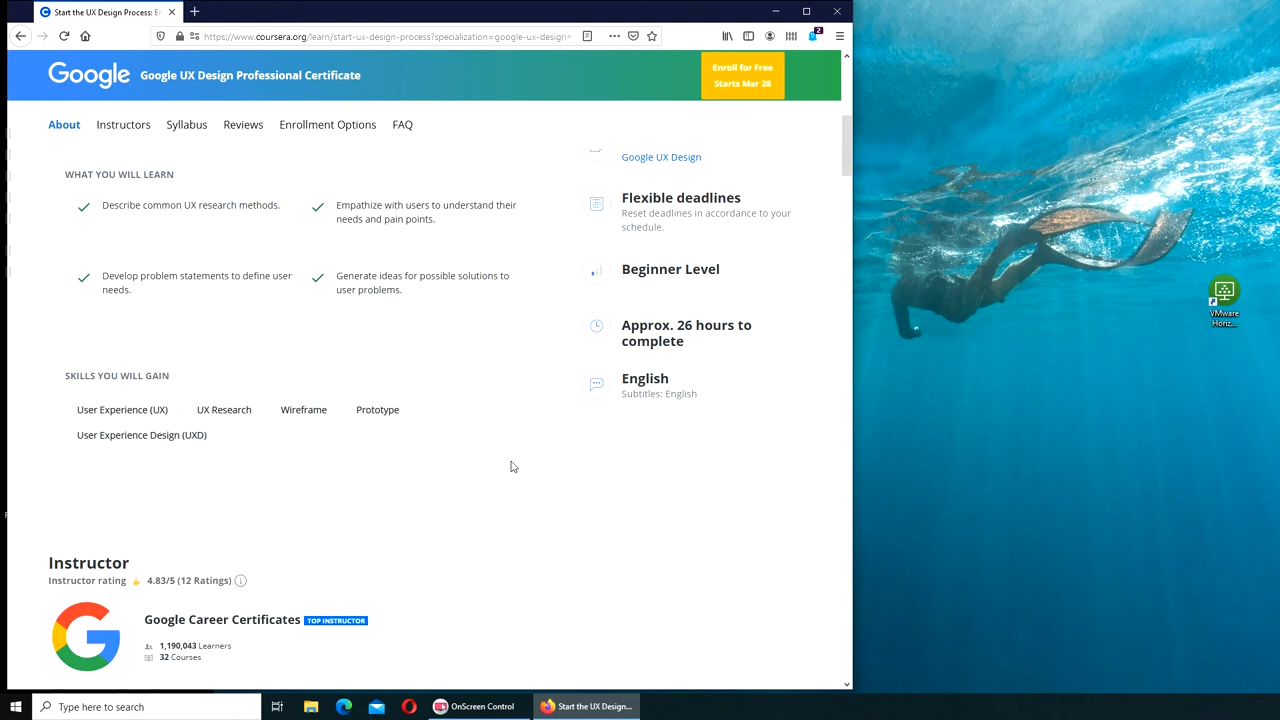 Start the UX Design Process: E
https://www.coursera.org/learn/start-ux-design-process?specialization=google-ux-design
2
Google
Google UX Design Professional Certificate
Enroll for Free
Starts Mar 28
About
Instructors
Syllabus
Reviews
Enrollment Options
FAQ
Google UX Design
WHAT YOU WILL LEARN
Describe common UX research methods.
Empathize with users to understand their
needs and pain points.
Develop problem statements to define user
needs.
Generate ideas for possible solutions to
user problems.
Flexible deadlines
Reset deadlines in accordance to your
schedule.
Beginner Level
Approx. 26 hours to
complete
English
Subtitles: English
SKILLS YOU WILL GAIN
User Experience (UX)
UX Research
Wireframe
Prototype
User Experience Design (UXD)
Instructor
Instructor rating 4.83/5 (12 Ratings)
Google Career Certificates
TOP INSTRUCTOR
1,190,043 Learners
32 Courses
VMware
Horiz...
Type here to search
OnScreen Control
Start the UX Design...